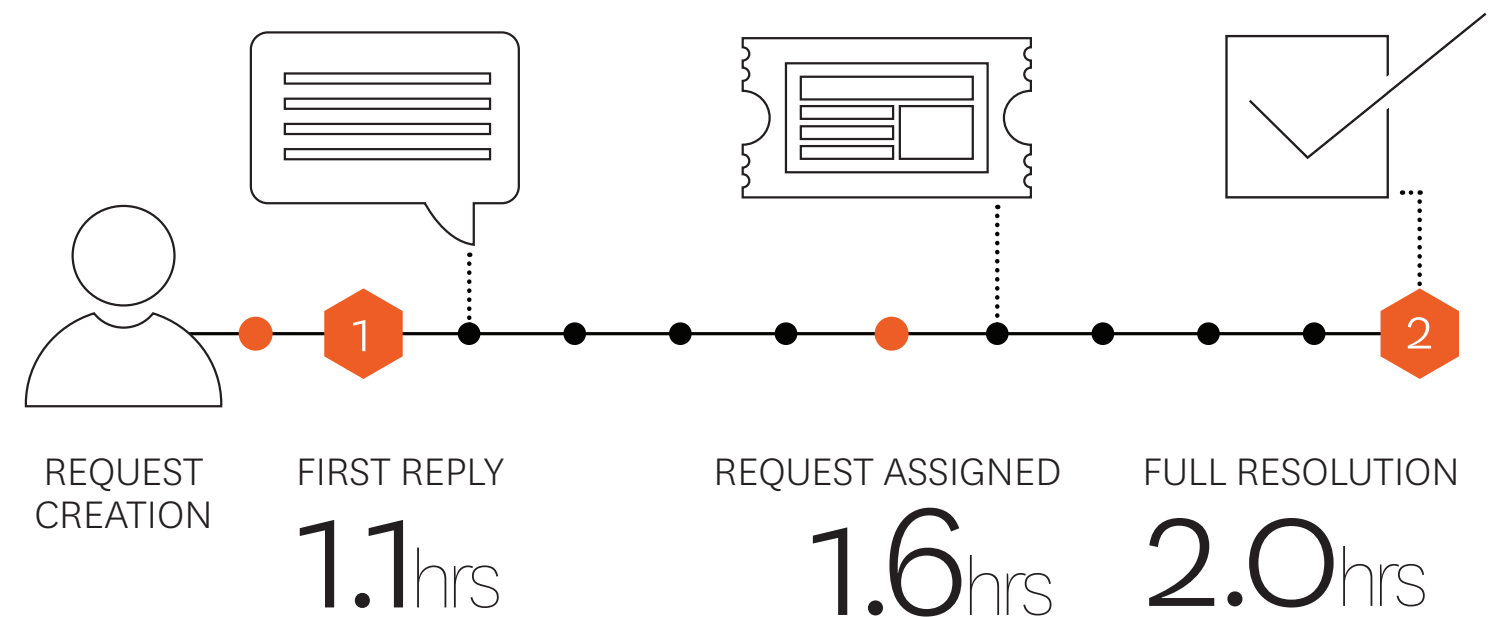 1
2
REQUEST
CREATION
FIRST REPLY
1.1hrs
REQUEST ASSIGNED
1.6hrs
FULL RESOLUTION
2.0hrs